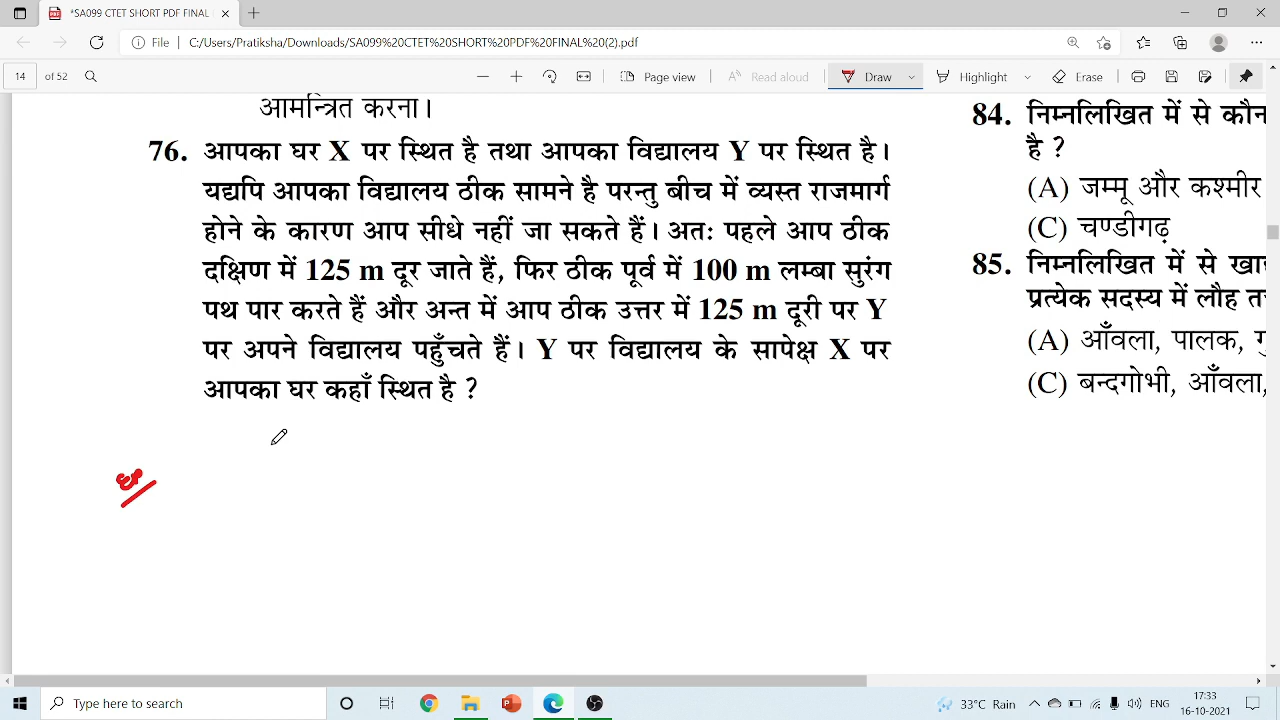 *SA099 CTET SHORT PDF FINAL
File
C:/Users/Pratiksha/Downloads/SA099%20CTET%20SHORT%20PDF%20FINAL%20(2).pdf
14 of 52
Page view
Read aloud
Draw
Highlight
Erase
आमन्त्रित करना।
76. आपका घर X पर स्थित है तथा आपका विद्यालय Y पर स्थित है।
यद्यपि आपका विद्यालय ठीक सामने है परन्तु बीच में व्यस्त राजमार्ग
होने के कारण आप सीधे नहीं जा सकते हैं। अतः पहले आप ठीक
दक्षिण में 125 m दूर जाते हैं, फिर ठीक पूर्व में 100 m लम्बा सुरंग
पथ पार करते हैं और अन्त में आप ठीक उत्तर में 125 m दूरी पर Y
पर अपने विद्यालय पहुँचते हैं। Y पर विद्यालय के सापेक्ष X पर
आपका घर कहाँ स्थित है ?
84. निम्नलिखित में से कौन
है ?
(A) जम्मू और कश्मीर
(C) चण्डीगढ़
85. निम्नलिखित में से खा
प्रत्येक सदस्य में लौह त
(A) आँवला, पालक,
(C) बन्दगोभी, आँवला,
Type here to search
33°C Rain
ENG
17:33
16-10-2021